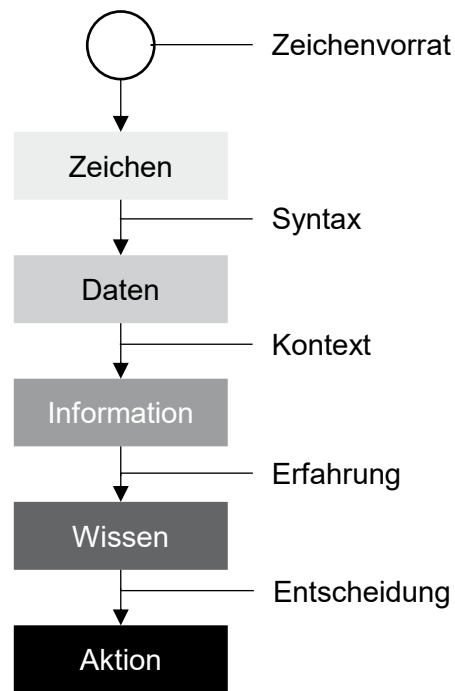 Zeichenvorrat
Zeichen
Syntax
Daten
Kontext
Information
Erfahrung
Wissen
Entscheidung
Aktion